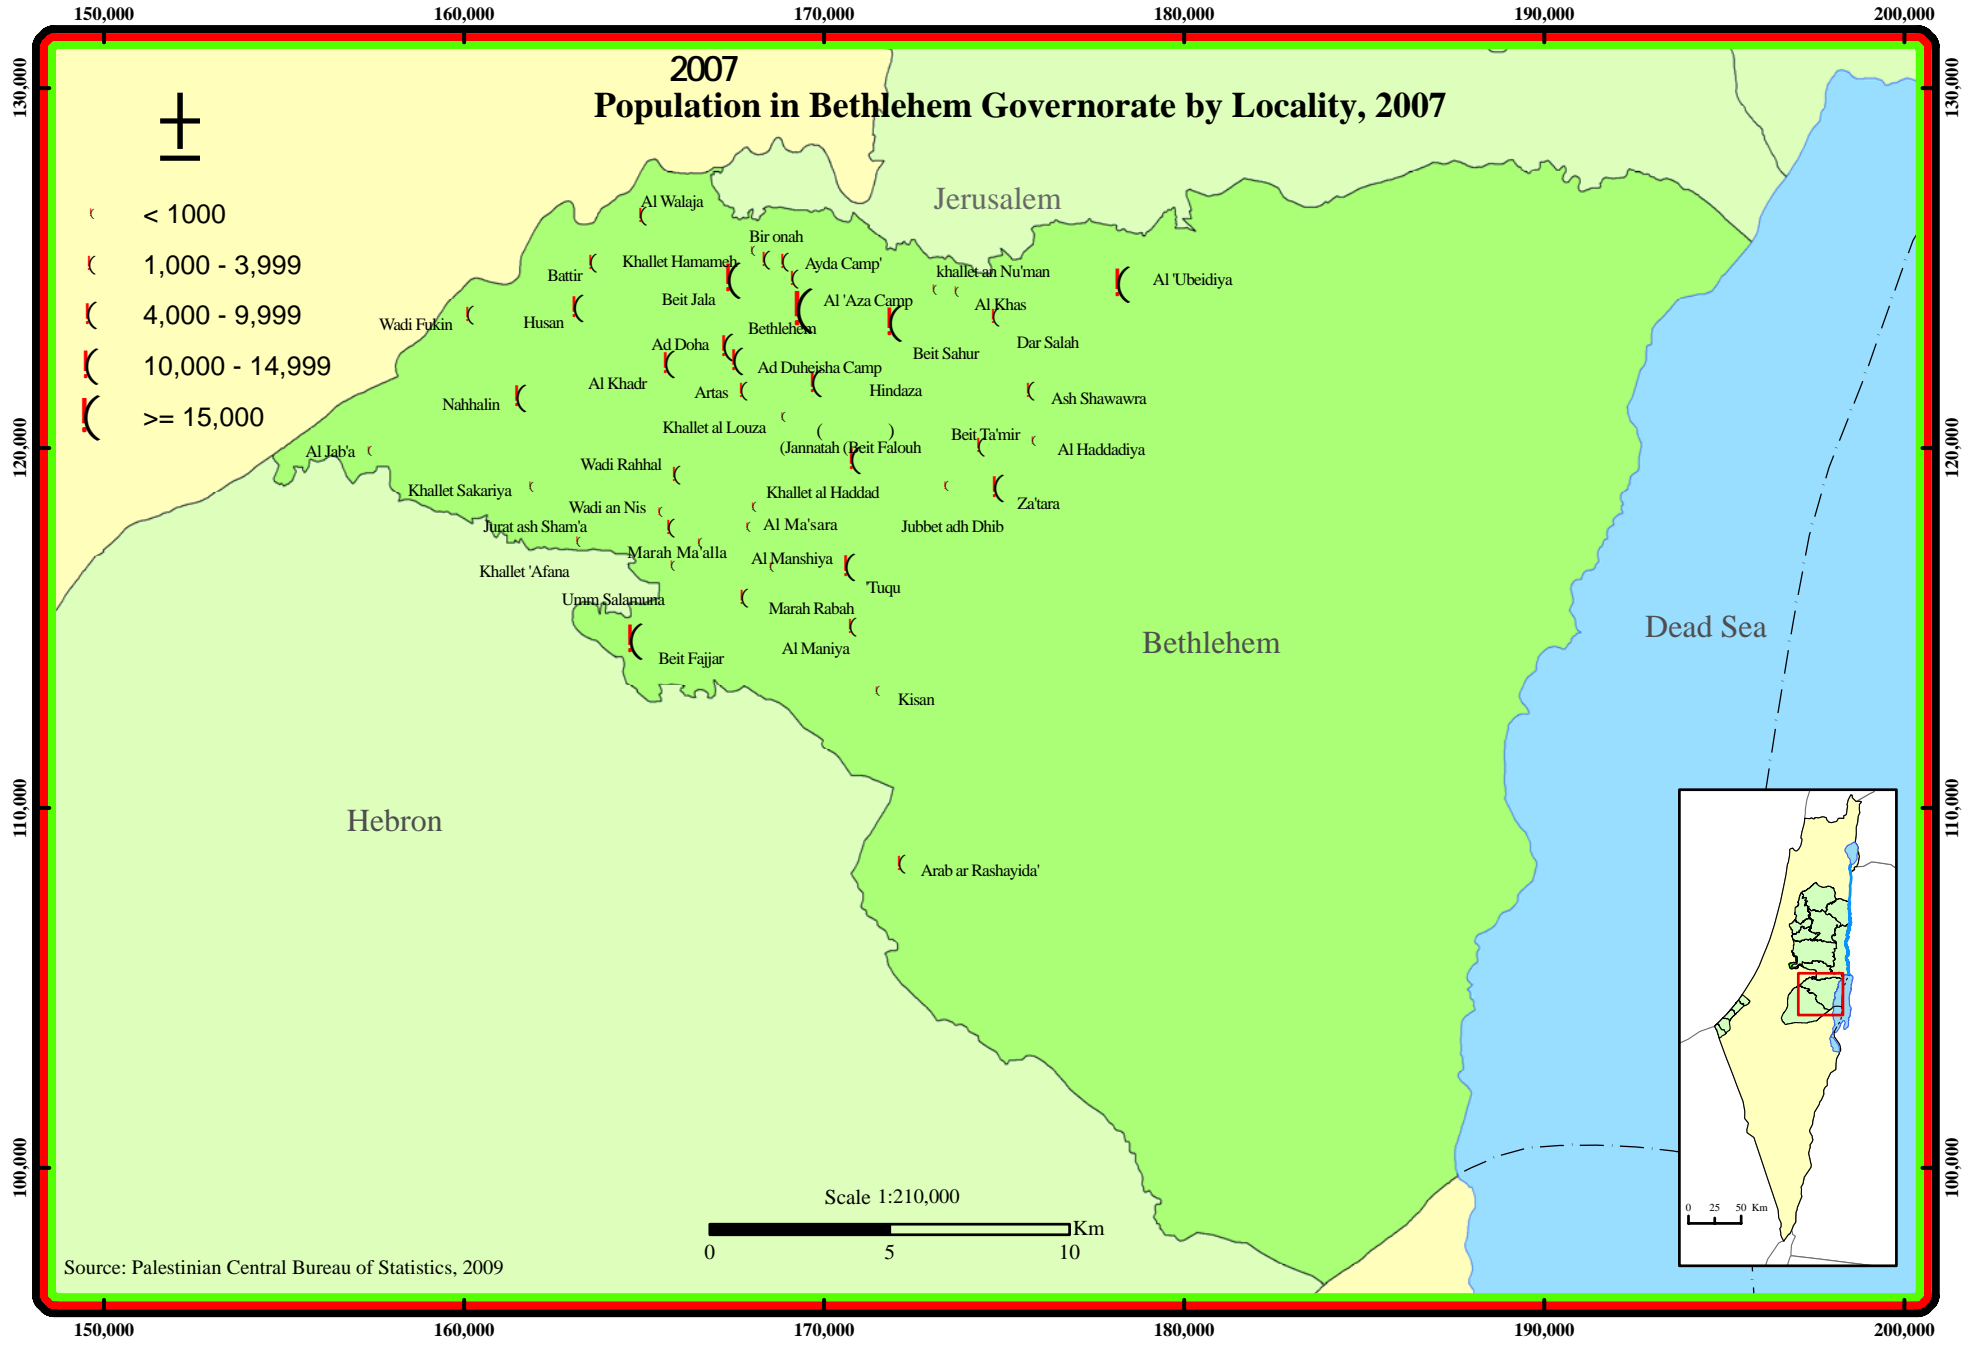 150,000
160,000
170,000
180,000
190,000
200,000
130,000
130,000
2007
Population in Bethlehem Governorate by Locality, 2007
< 1000
1,000 - 3,999
4,000 - 9,999
10,000 - 14,999
>= 15,000
Jerusalem
Al Walaja
Bir onah
Khallet Hamameh
Ayda Camp'
khallet an Nu'man
Battir
Al 'Ubeidiya
Beit Jala
Al 'Aza Camp
Al Khas
Wadi Fukin
Husan
Bethlehem
Ad Doha
Beit Sahur
Dar Salah
Al Khadr
Ad Duheisha Camp
Artas
Hindaza
Ash Shawawra
Nahhalin
Khallet al Louza
( )
Beit Ta'mir
(Jannatah (Beit Falouh
Al Haddadiya
120,000
120,000
Al Jab'a
Wadi Rahhal
Khallet Sakariya
Khallet al Haddad
Za'tara
Wadi an Nis
Jurat ash Sham'a
Al Ma'sara
Jubbet adh Dhib
Marah Ma'alla
Al Manshiya
Khallet 'Afana
'Tuqu
Umm Salamuna
Marah Rabah
Al Maniya
Beit Fajjar
Bethlehem
Dead Sea
Kisan
110,000
110,000
Hebron
Arab ar Rashayida'
100,000
100,000
Scale 1:210,000
Km
0 5 10
0 25 50 Km
Source: Palestinian Central Bureau of Statistics, 2009
150,000
160,000
170,000
180,000
190,000
200,000